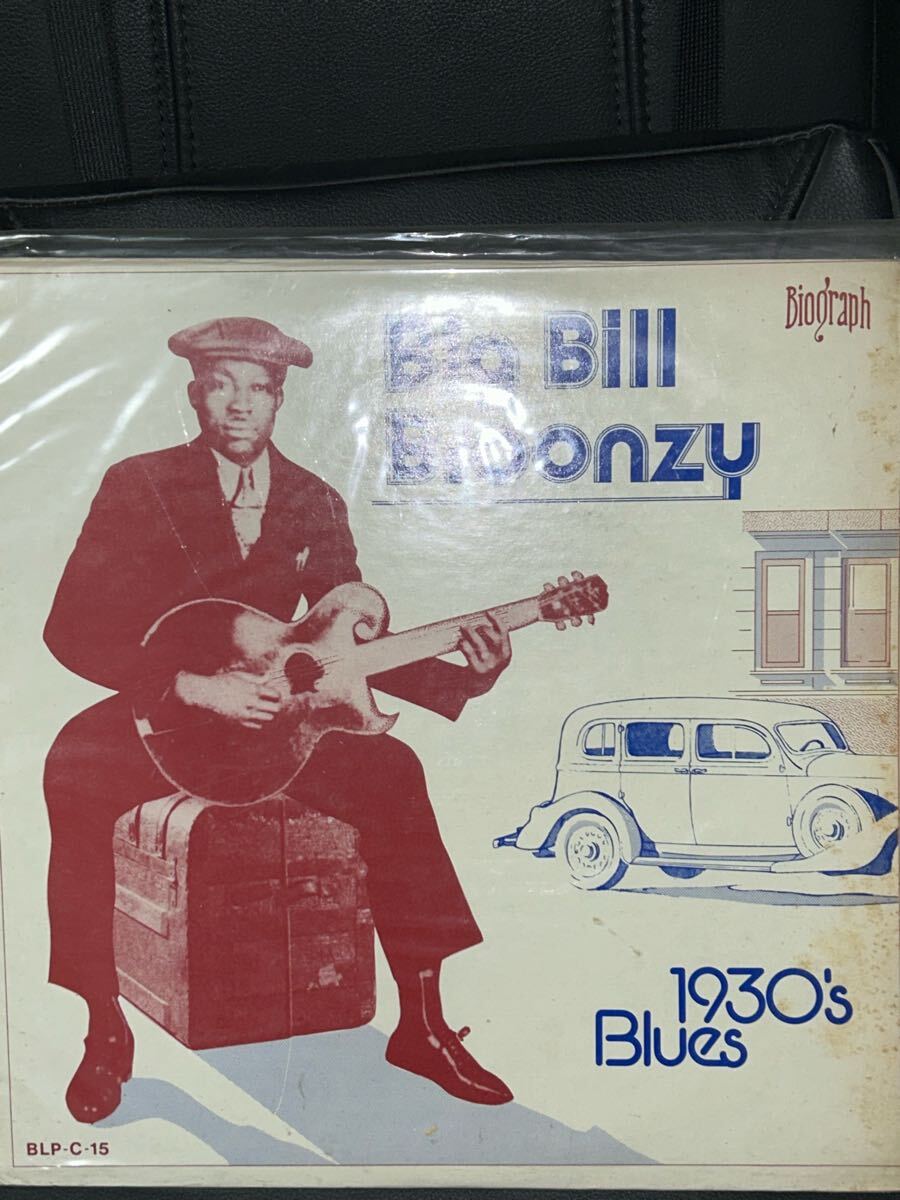 Biograph
Big Bill
Broonzy
1930's
Blues
BLP-C-15